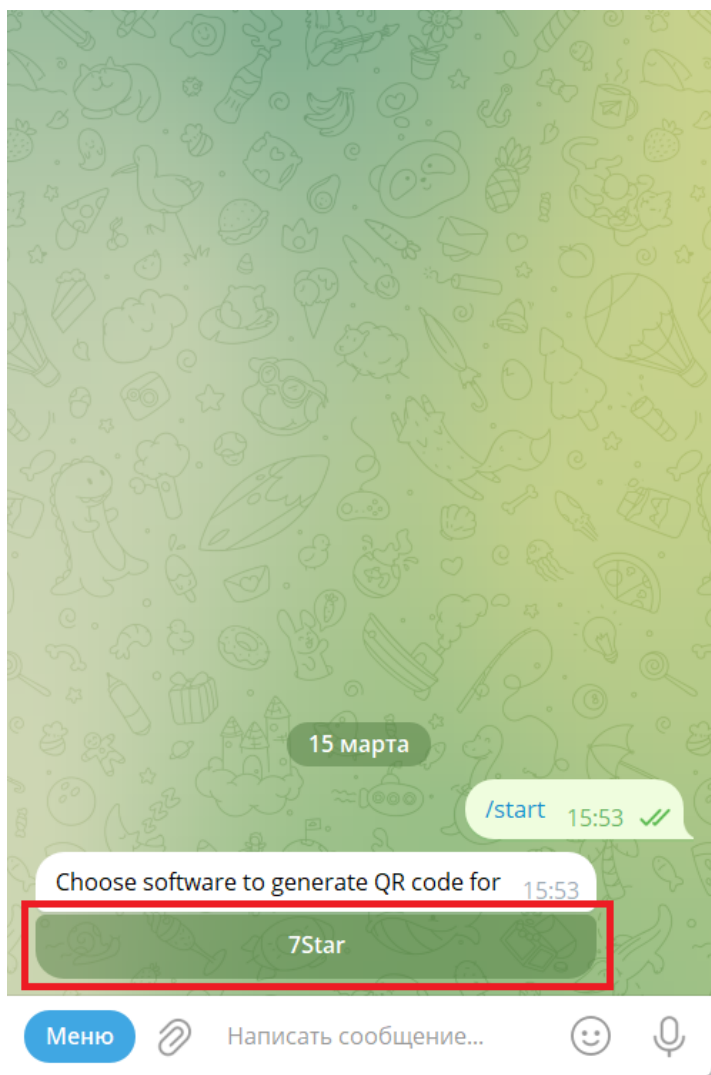 15 марта
/start 15:53
Choose software to generate QR code for 15:53
7Star
Меню Написать сообщение...